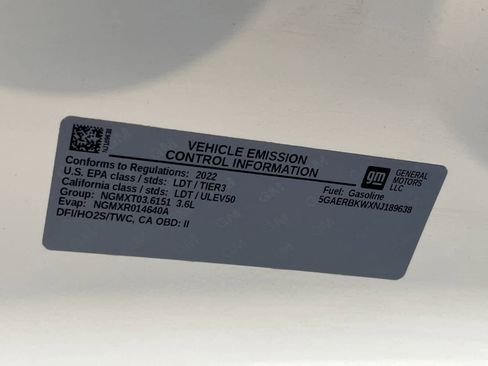 VEHICLE EMISSION
CONTROL INFORMATION
Conforms to Regulations: 2022
U.S. EPA class / stds: LDT / TIER3
California class / stds: LDT / ULEV50
Group: NGMXT03.6151 3.6L
Evap: NGMXR014640A
DFI/HO2S/TWC, CA OBD: II
gm
GENERAL
MOTORS
LLC
Fuel: Gasoline
5GAERBKWXNJ189638